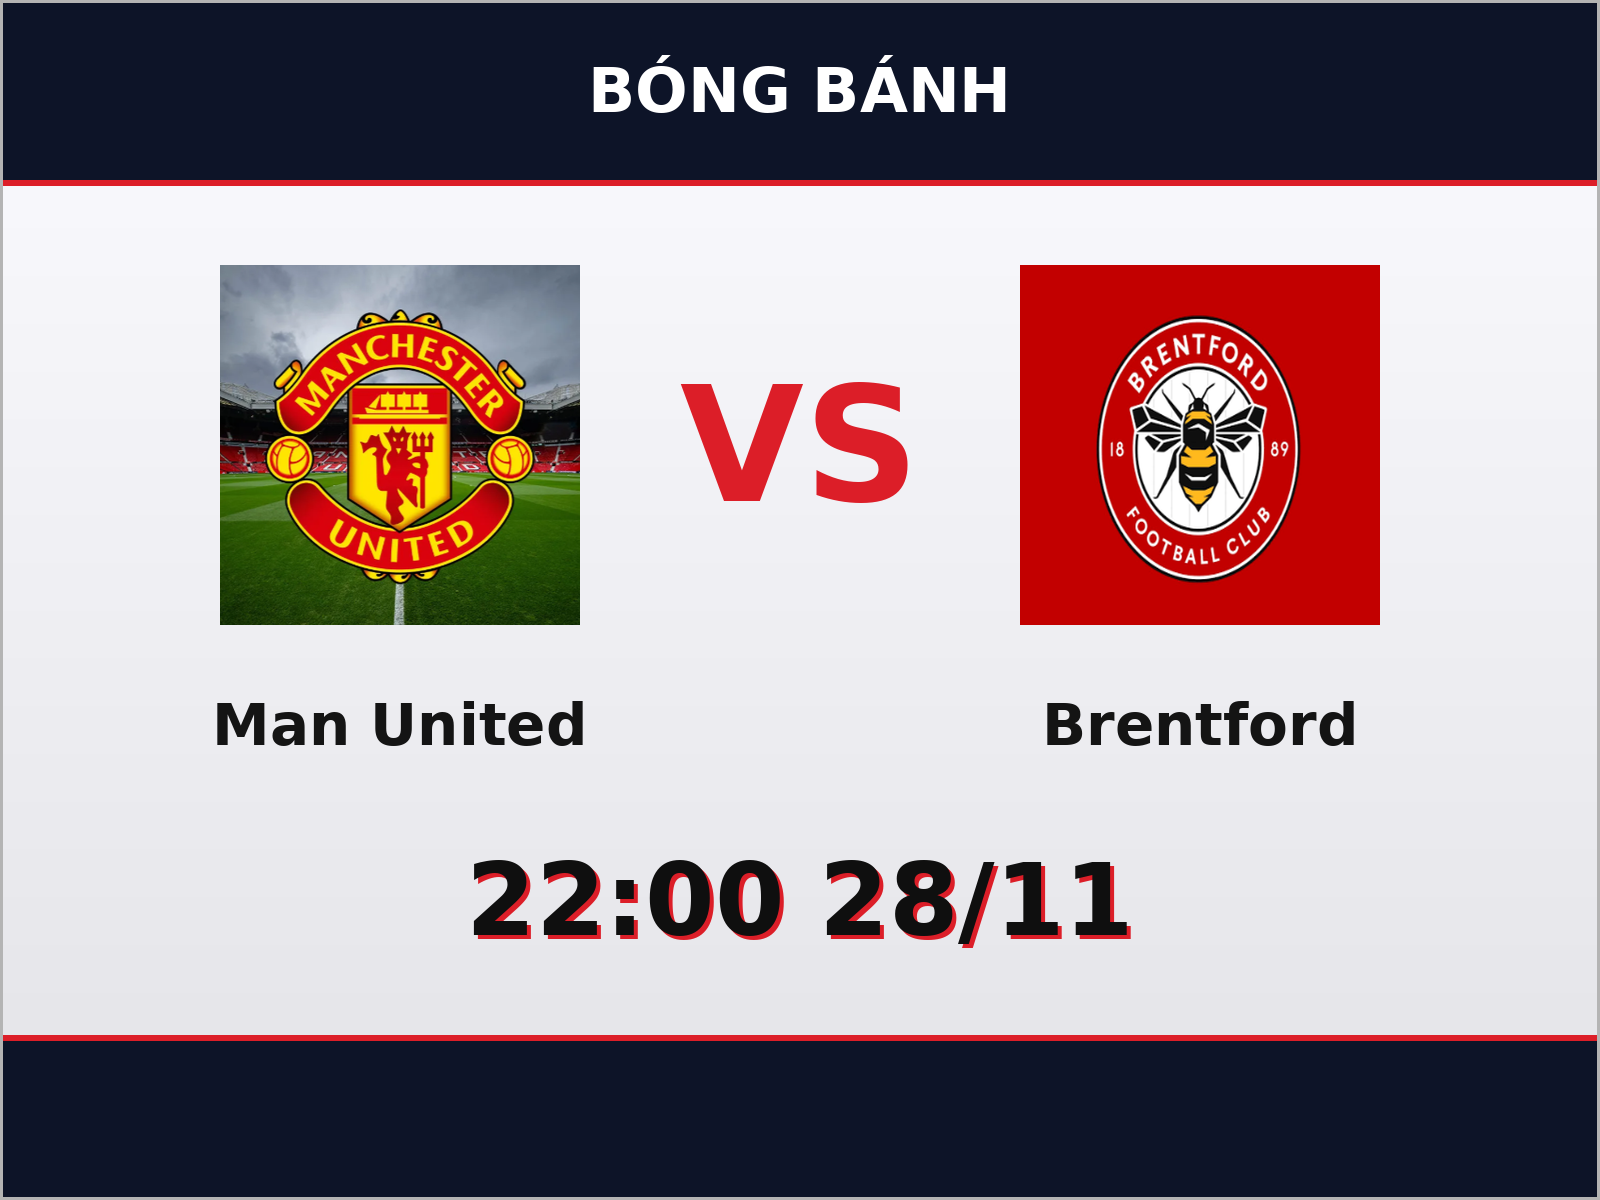 BÓNG BÁNH
MANCHESTER
UNITED
VS
BRENTFORD
18 89
FOOTBALL CLUB
Man United
Brentford
22:00 28/11